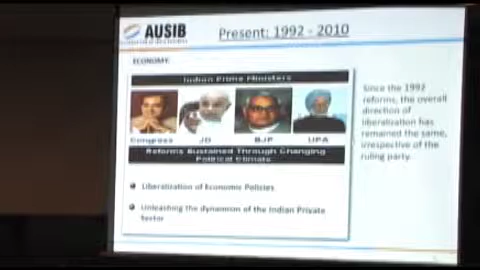 AUSIB
Present: 1992 - 2010
ECONOMY:
Indian Prime Ministers
Congress JD BJP UPA
Reforms Sustained Through Changing
Political Climate
Liberalization of Economic Policies
Unleashing the dynamism of the Indian Private
Sector
Since the 1992
reforms, the overall
direction of
liberalization has
remained the same,
irrespective of the
ruling party.